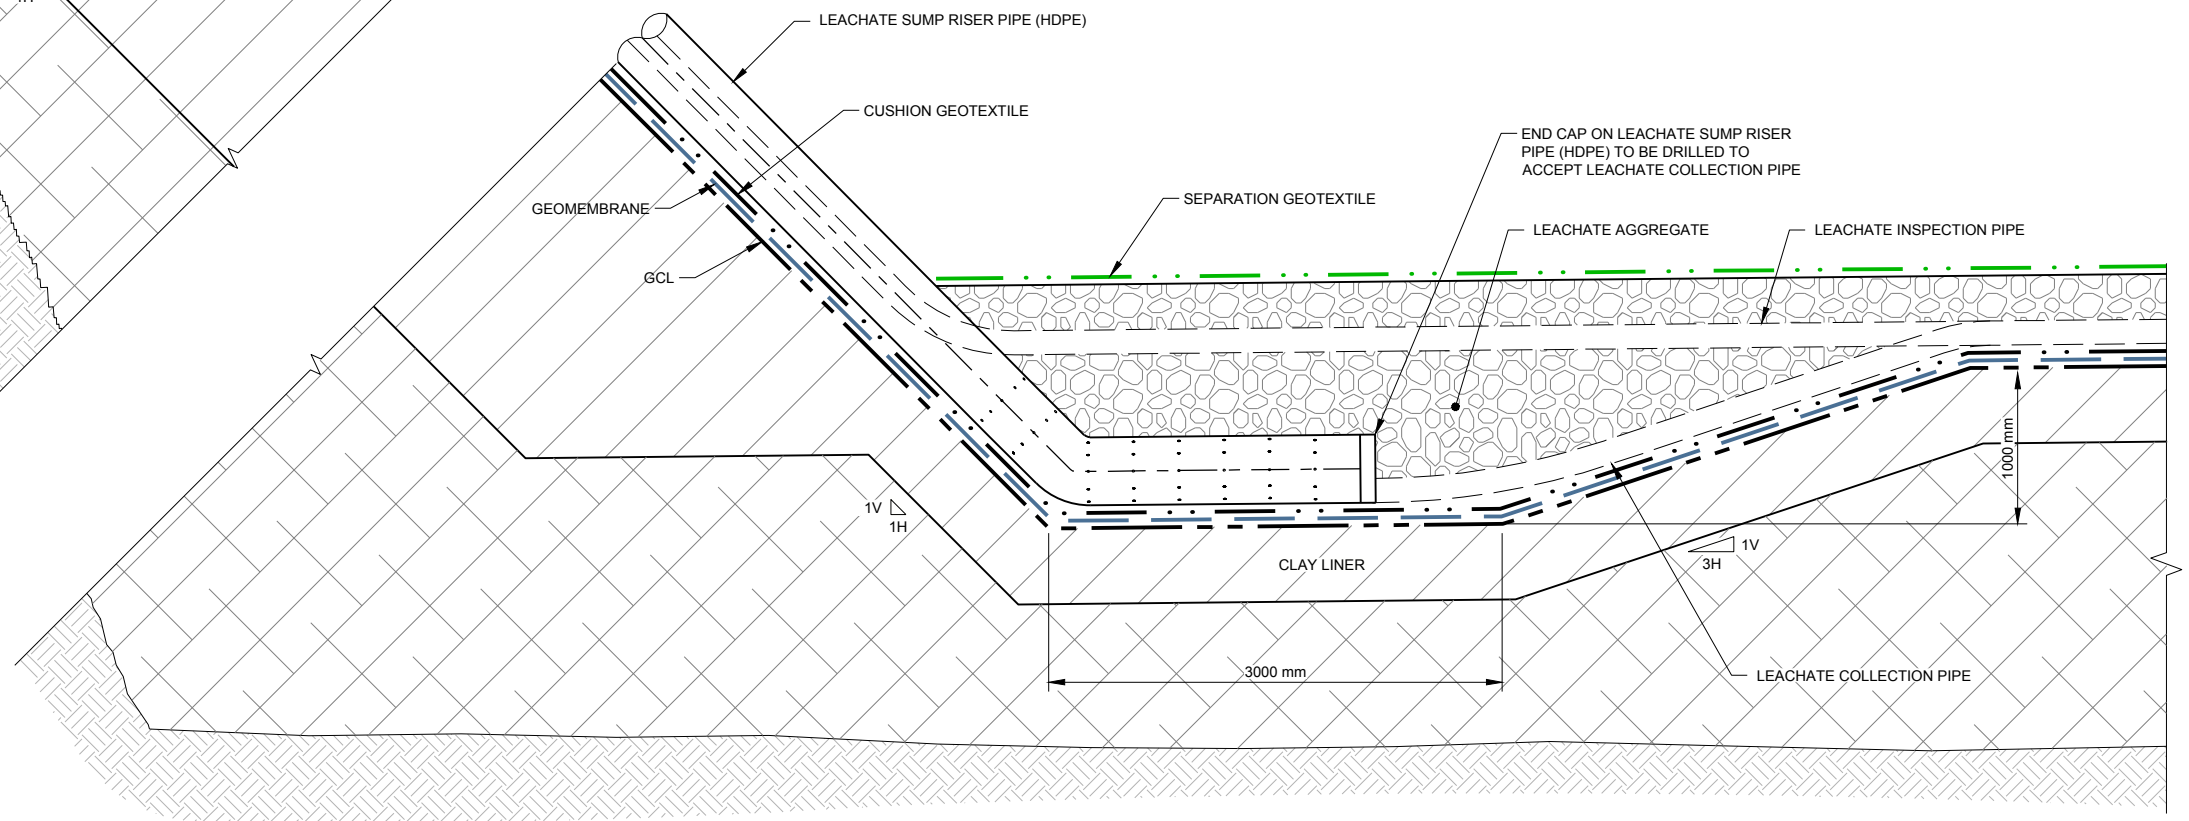 LEACHATE SUMP RISER PIPE (HDPE)
CUSHION GEOTEXTILE
END CAP ON LEACHATE SUMP RISER
PIPE (HDPE) TO BE DRILLED TO
ACCEPT LEACHATE COLLECTION PIPE
SEPARATION GEOTEXTILE
GEOMEMBRANE
LEACHATE AGGREGATE
LEACHATE INSPECTION PIPE
GCL
1000 mm
1V
1H
1V
3H
CLAY LINER
3000 mm
LEACHATE COLLECTION PIPE